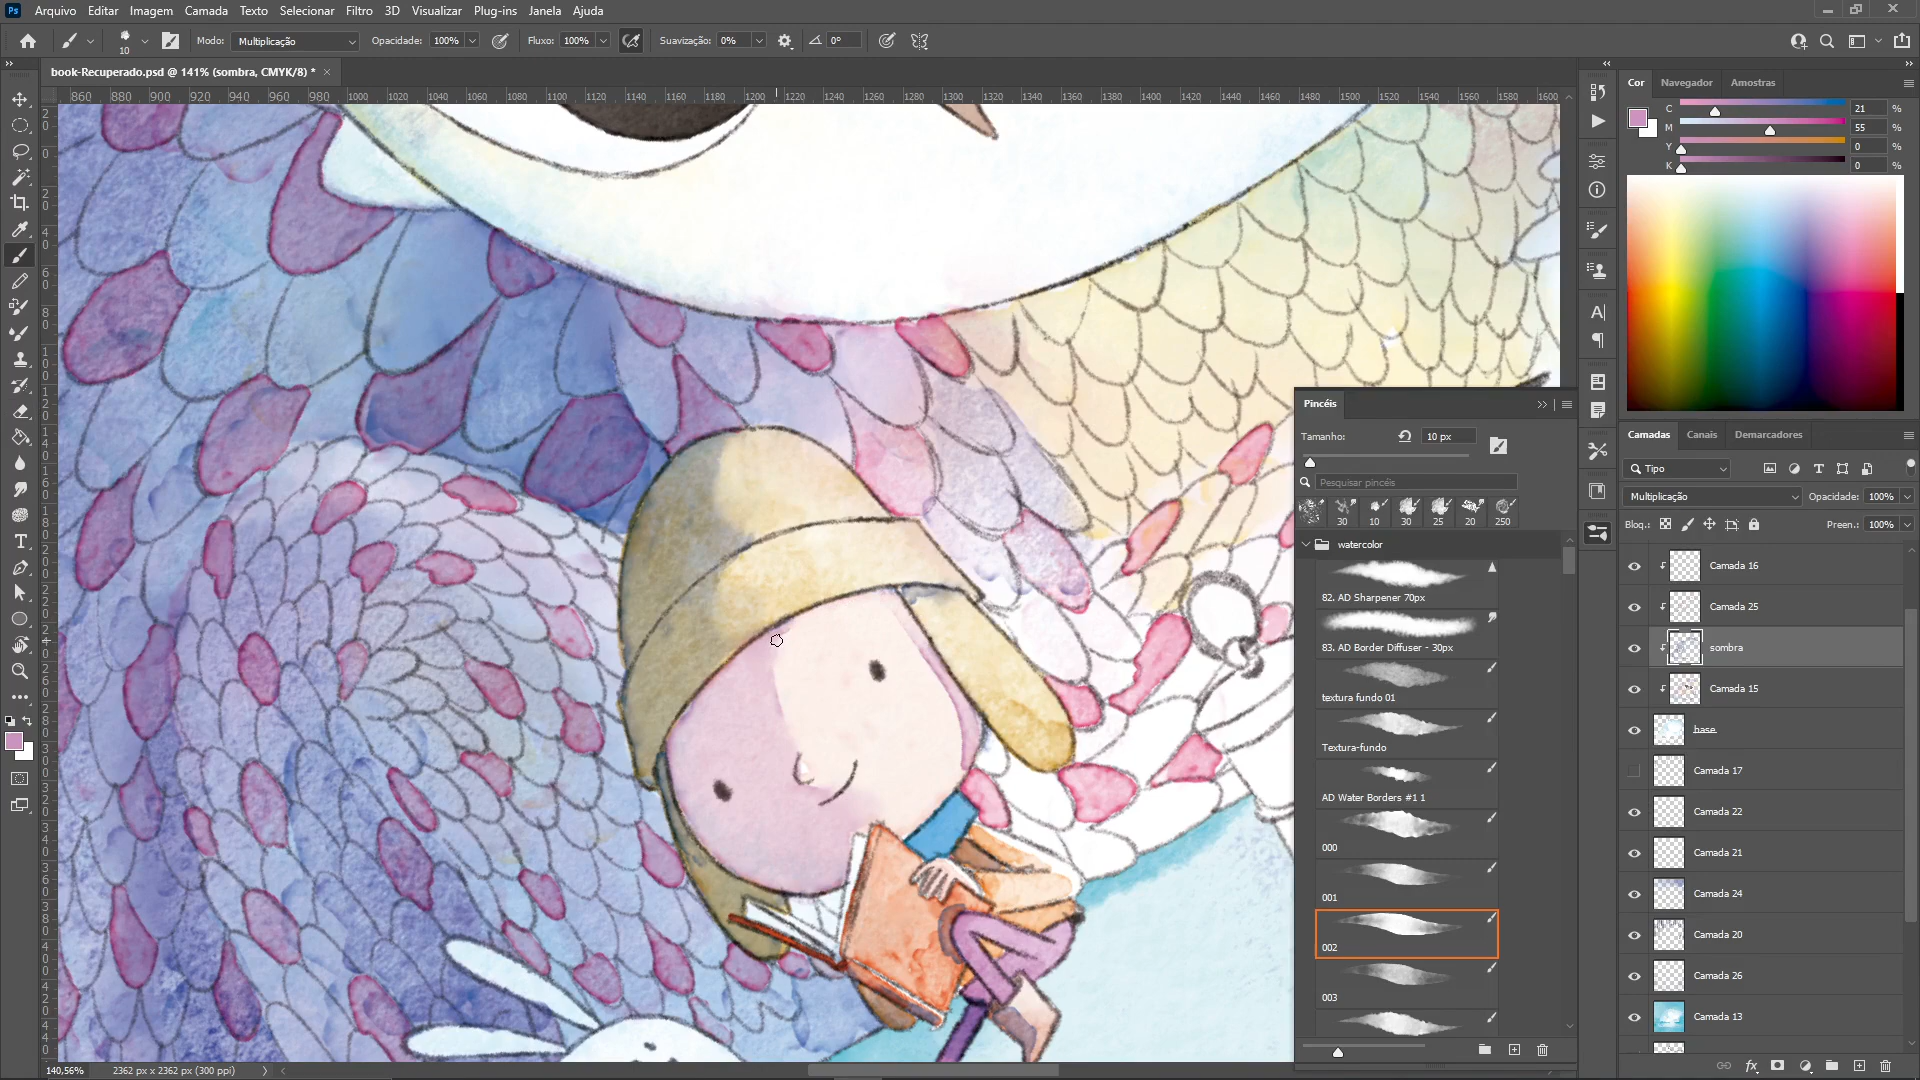 Ps Arquivo Editar Imagem Camada Texto Selecionar Filtro 3D Visualizar Plug-ins Janela Ajuda
10 Modo: Multiplicação Opacidade: 100% Fluxo: 100% Suavização: 0% 0°
book-Recuperado.psd @ 141% (sombra, CMYK/8) *
860 880 900 920 940 960 980 1000 1020 1040 1060 1080 1100 1120 1140 1160 1180 1200 1220 1240 1260 1280 1300 1320 1340 1360 1380 1400 1420 1440 1460 1480 1500 1520 1540 1560 1580 1600
Cor Navegador Amostras
C 21 %
M 55 %
Y 0 %
K 0 %
Pincéis
Tamanho: 10 px
Pesquisar pincéis
30 10 30 25 20 250
watercolor
82. AD Sharpener 70px
83. AD Border Diffuser - 30px
textura fundo 01
Textura-fundo
AD Water Borders #1 1
000
001
002
003
Camadas Canais Demarcadores
Tipo
Multiplicação Opacidade: 100%
Bloq.: Preen.: 100%
Camada 16
Camada 25
sombra
Camada 15
base
Camada 17
Camada 22
Camada 21
Camada 24
Camada 20
Camada 26
Camada 13
140,56% 2362 px x 2362 px (300 ppi)